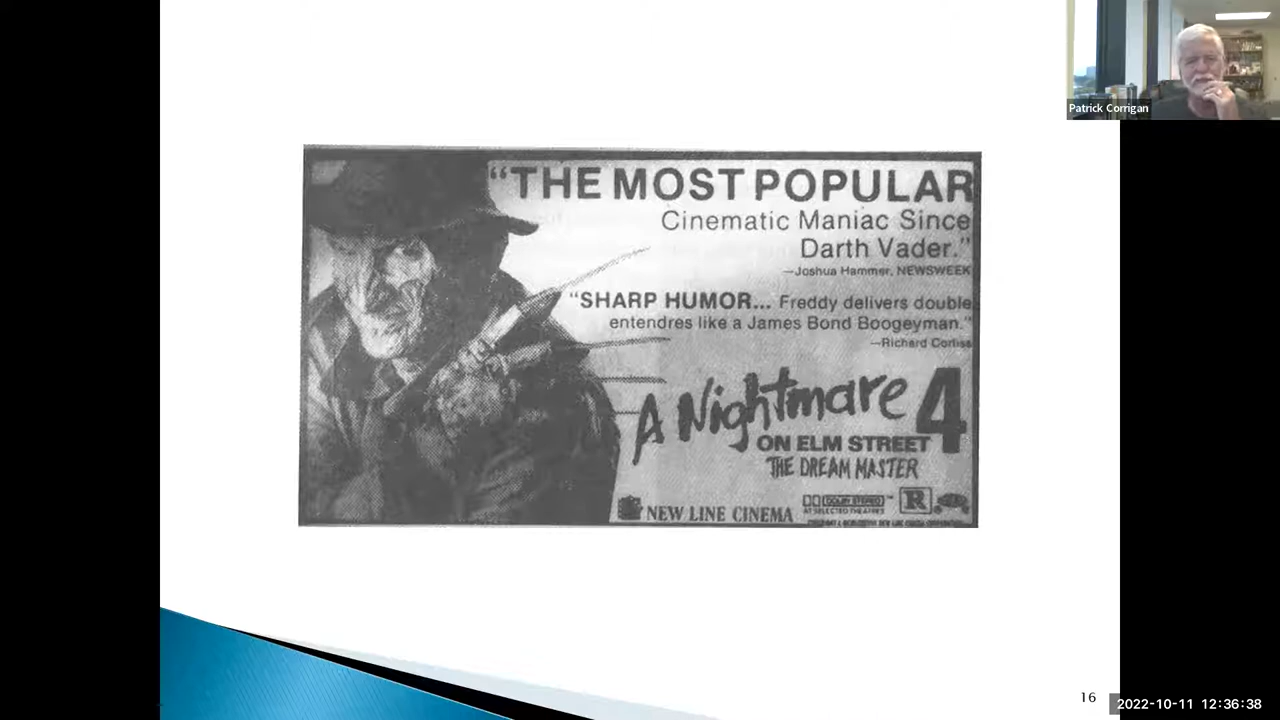 Patrick Corrigan
“THE MOST POPULAR
Cinematic Maniac Since
Darth Vader.”
—Joshua Hammer, NEWSWEEK
“SHARP HUMOR... Freddy delivers double
entendres like a James Bond Boogeyman.”
—Richard Corliss
A Nightmare 4
ON ELM STREET
THE DREAM MASTER
NEW LINE CINEMA
DOLBY STEREO
AT SELECTED THEATRES
R
16
2022-10-11 12:36:38